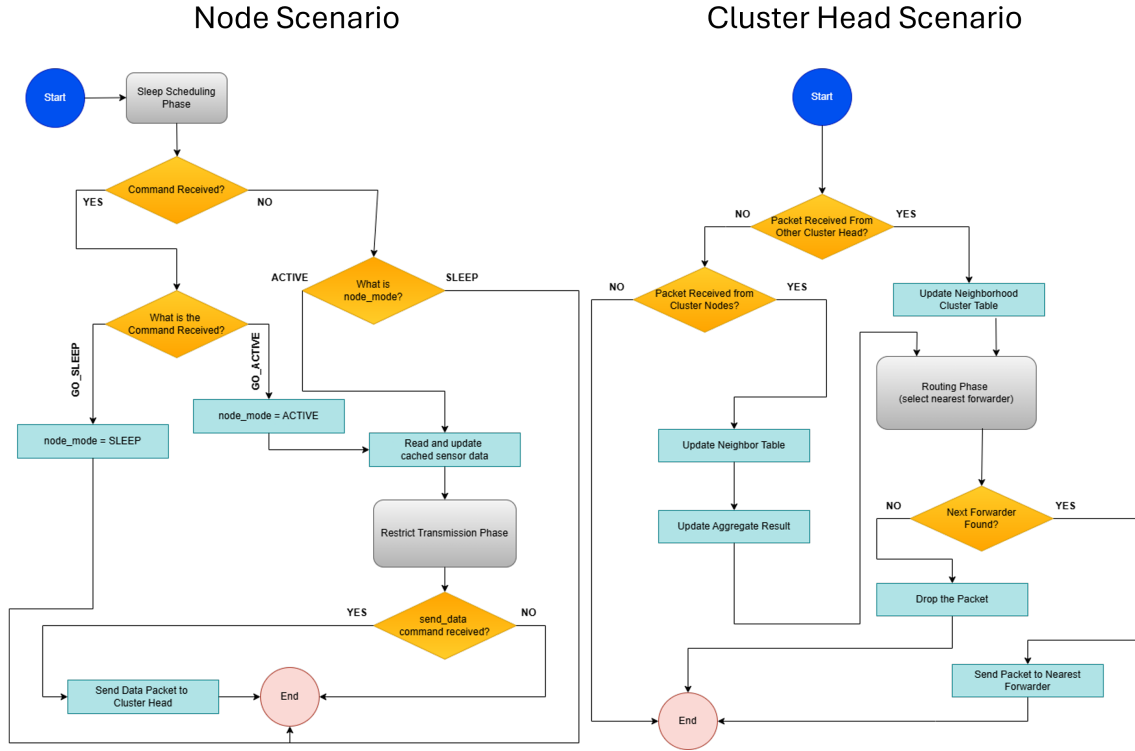 Node Scenario
Cluster Head Scenario
Start
Sleep Scheduling
Phase
Command Received?
YES
NO
What is
node_mode?
ACTIVE
SLEEP
What is the
Command Received?
GO_SLEEP
GO_ACTIVE
node_mode = SLEEP
node_mode = ACTIVE
Read and update
cached sensor data
Restrict Transmission Phase
send_data
command received?
YES
NO
Send Data Packet to
Cluster Head
End
Start
Packet Received From
Other Cluster Head?
NO
YES
Packet Received from
Cluster Nodes?
NO
YES
Update Neighborhood
Cluster Table
Routing Phase
(select nearest forwarder)
Update Neighbor Table
Update Aggregate Result
Next Forwarder
Found?
NO
YES
Drop the Packet
Send Packet to Nearest
Forwarder
End